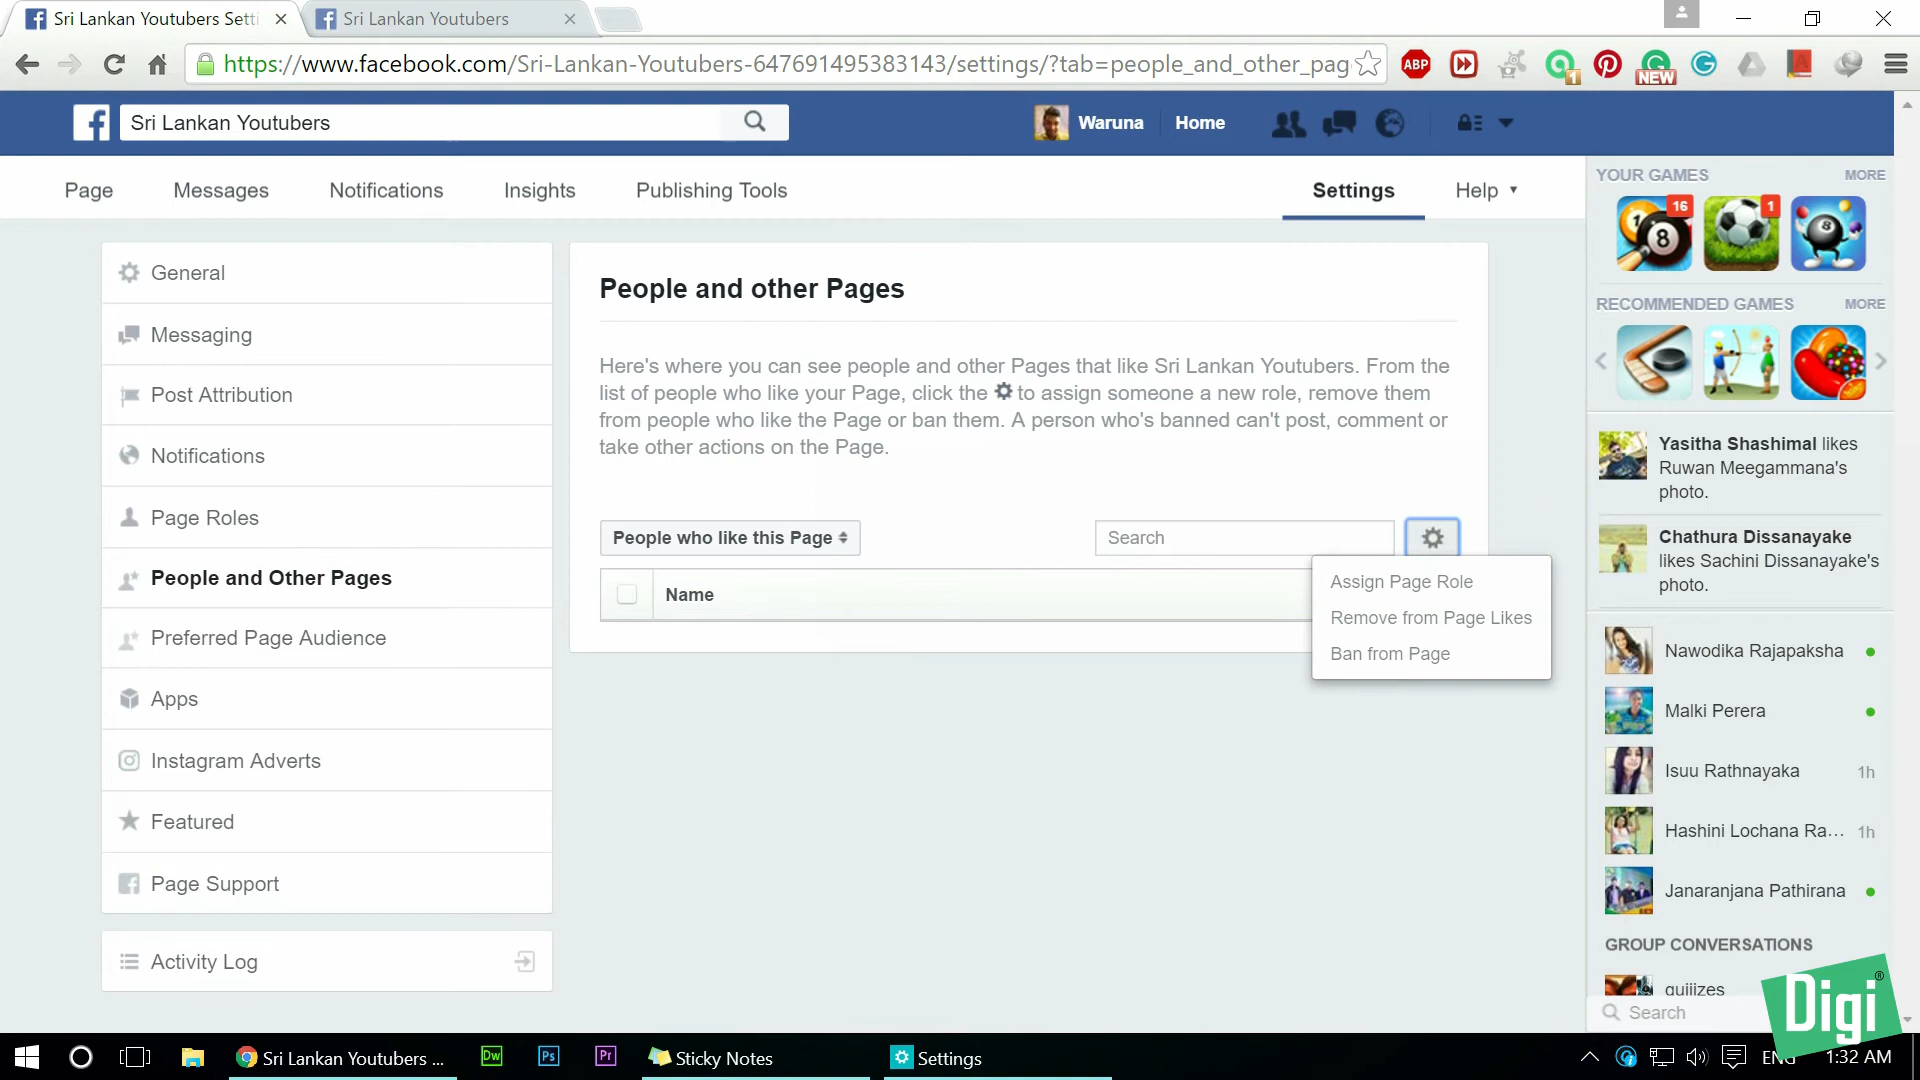 Sri Lankan Youtubers Setti
Sri Lankan Youtubers
https://www.facebook.com/Sri-Lankan-Youtubers-647691495383143/settings/?tab=people_and_other_pag
ABP
1
NEW
Sri Lankan Youtubers
Waruna
Home
Page
Messages
Notifications
Insights
Publishing Tools
Settings
Help
General
Messaging
Post Attribution
Notifications
Page Roles
People and Other Pages
Preferred Page Audience
Apps
Instagram Adverts
Featured
Page Support
Activity Log
People and other Pages
Here's where you can see people and other Pages that like Sri Lankan Youtubers. From the
list of people who like your Page, click the to assign someone a new role, remove them
from people who like the Page or ban them. A person who's banned can't post, comment or
take other actions on the Page.
People who like this Page
Search
Name
Assign Page Role
Remove from Page Likes
Ban from Page
YOUR GAMES MORE
16
1
RECOMMENDED GAMES MORE
Yasitha Shashimal likes
Ruwan Meegammana's
photo.
Chathura Dissanayake
likes Sachini Dissanayake's
photo.
Nawodika Rajapaksha
Malki Perera
Isuu Rathnayaka 1h
Hashini Lochana Ra... 1h
Janaranjana Pathirana
GROUP CONVERSATIONS
Search
Digi
®
Sri Lankan Youtubers ...
Dw
Ps
Pr
Sticky Notes
Settings
1:32 AM